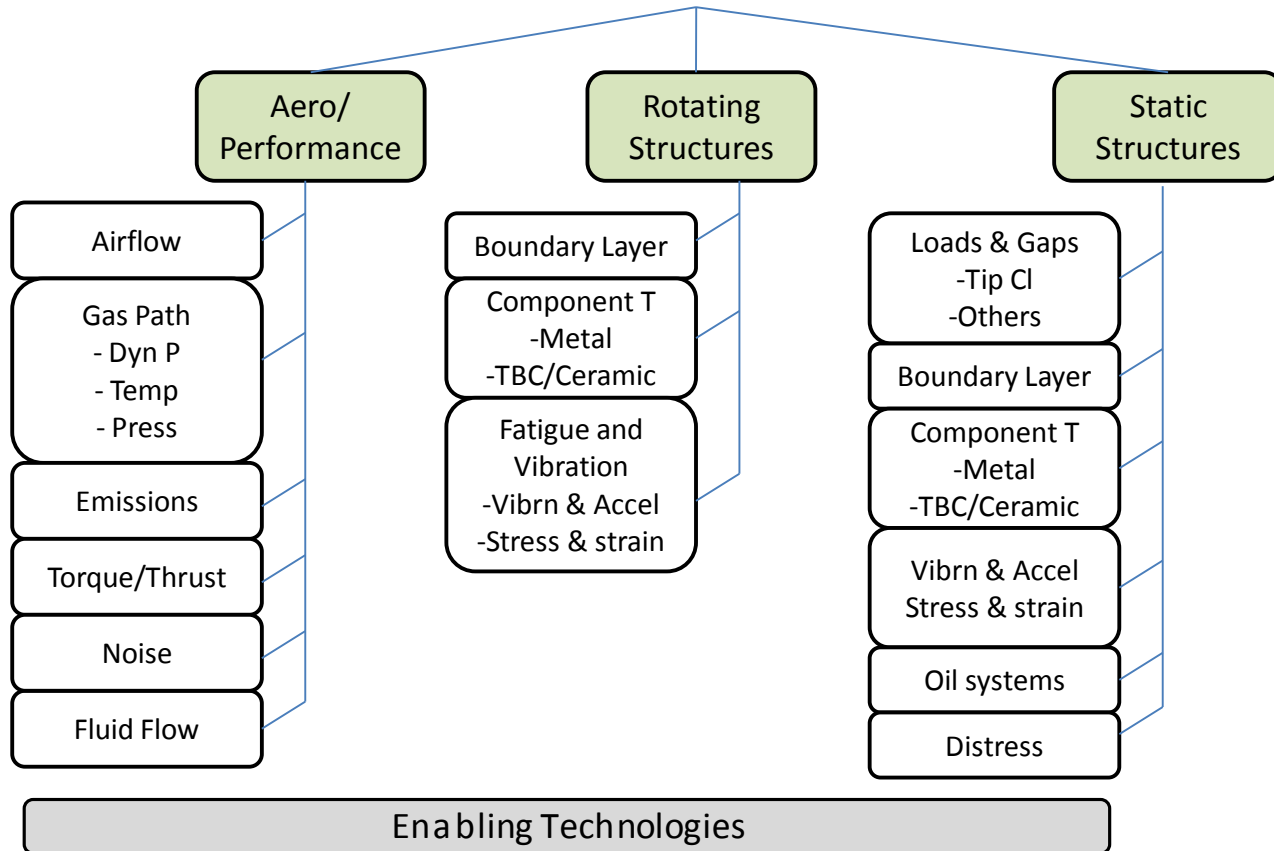 Aero/
Performance
Rotating
Structures
Static
Structures
Airflow
Gas Path
- Dyn P
- Temp
- Press
Emissions
Torque/Thrust
Noise
Fluid Flow
Boundary Layer
Component T
-Metal
-TBC/Ceramic
Fatigue and
Vibration
-Vibrn & Accel
-Stress & strain
Loads & Gaps
-Tip Cl
-Others
Boundary Layer
Component T
-Metal
-TBC/Ceramic
Vibrn & Accel
Stress & strain
Oil systems
Distress
Enabling Technologies